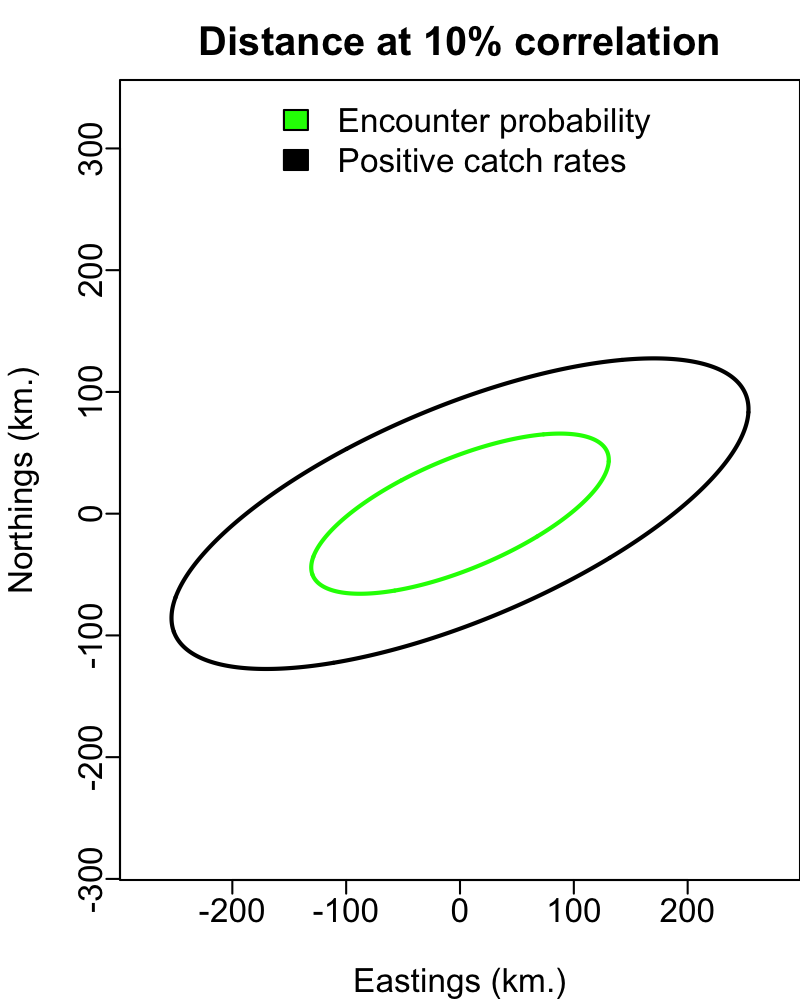 Distance at 10% correlation
Encounter probability
Positive catch rates
300
200
100
0
-100
-200
-300
Northings (km.)
-200 -100 0 100 200
Eastings (km.)